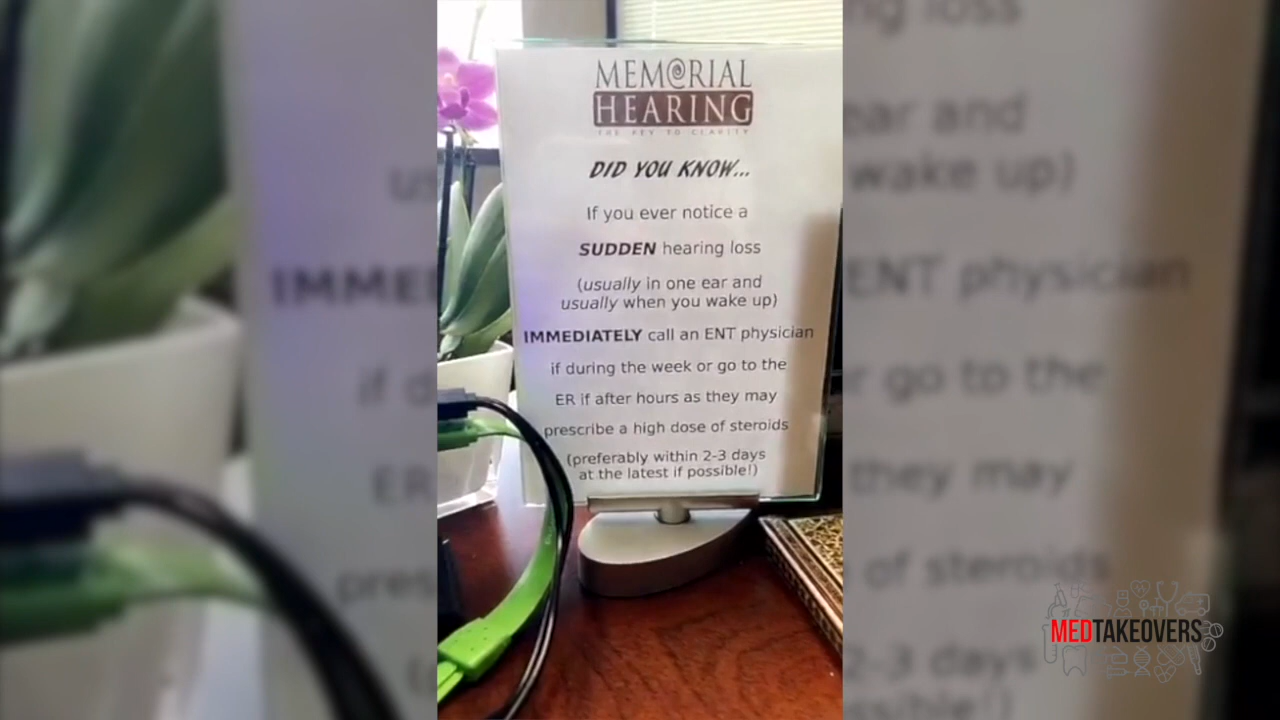 MEM@RIAL
HEARING
THE KEY TO CLARITY
DID YOU KNOW...
If you ever notice a
SUDDEN hearing loss
(usually in one ear and
usually when you wake up)
IMMEDIATELY call an ENT physician
if during the week or go to the
ER if after hours as they may
prescribe a high dose of steroids
(preferably within 2-3 days
at the latest if possible!)
MEDTAKEOVERS